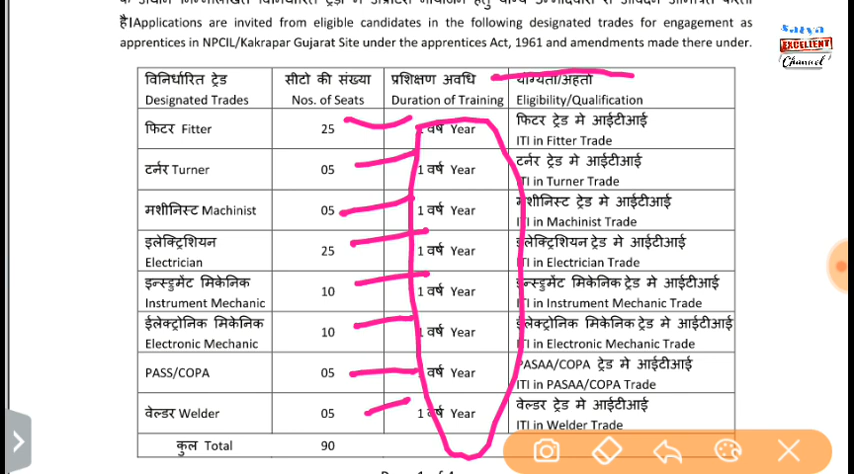 है।Applications are invited from eligible candidates in the following designated trades for engagement as
apprentices in NPCIL/Kakrapar Gujarat Site under the apprentices Act, 1961 and amendments made there under.
Satya
EXCELLENT
Channel
विनिर्धारित ट्रेड सीटो की संख्या प्रशिक्षण अवधि योग्यता/अर्हता
Designated Trades Nos. of Seats Duration of Training Eligibility/Qualification
फिटर Fitter 25 वर्ष Year फिटर ट्रेड मे आईटीआई
ITI in Fitter Trade
टर्नर Turner 05 1 वर्ष Year टर्नर ट्रेड मे आईटीआई
ITI in Turner Trade
मशीनिस्ट Machinist 05 1 वर्ष Year मशीनिस्ट ट्रेड मे आईटीआई
ITI in Machinist Trade
इलेक्ट्रिशियन
Electrician 25 1 वर्ष Year इलेक्ट्रिशियन ट्रेड मे आईटीआई
ITI in Electrician Trade
इन्स्ट्रुमेंट मिकेनिक
Instrument Mechanic 10 1 वर्ष Year इन्स्ट्रुमेंट मिकेनिक ट्रेड मे आईटीआई
ITI in Instrument Mechanic Trade
ईलेक्ट्रोनिक मिकेनिक
Electronic Mechanic 10 1 वर्ष Year ईलेक्ट्रोनिक मिकेनिक ट्रेड मे आईटीआई
ITI in Electronic Mechanic Trade
PASS/COPA 05 वर्ष Year PASAA/COPA ट्रेड मे आईटीआई
ITI in PASAA/COPA Trade
वेल्डर Welder 05 1 वर्ष Year वेल्डर ट्रेड मे आईटीआई
ITI in Welder Trade
कुल Total 90